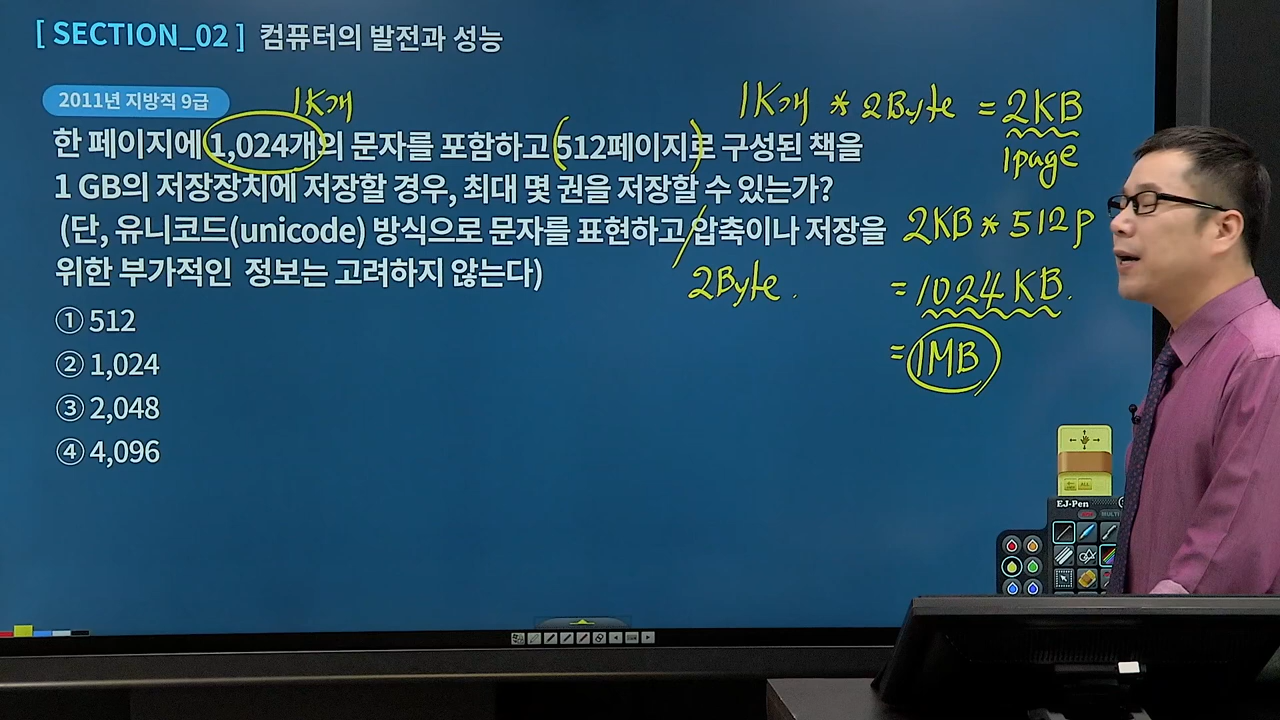 [ SECTION_02 ] 컴퓨터의 발전과 성능
2011년 지방직 9급
1K개
한 페이지에 1,024개의 문자를 포함하고 512페이지로 구성된 책을
1 GB의 저장장치에 저장할 경우, 최대 몇 권을 저장할 수 있는가?
(단, 유니코드(unicode) 방식으로 문자를 표현하고 압축이나 저장을
위한 부가적인 정보는 고려하지 않는다)
2Byte.
① 512
② 1,024
③ 2,048
④ 4,096
1K개 * 2Byte = 2KB
1page
2KB * 512p
= 1024KB.
= 1MB
EJ-Pen
MULTI
ALL